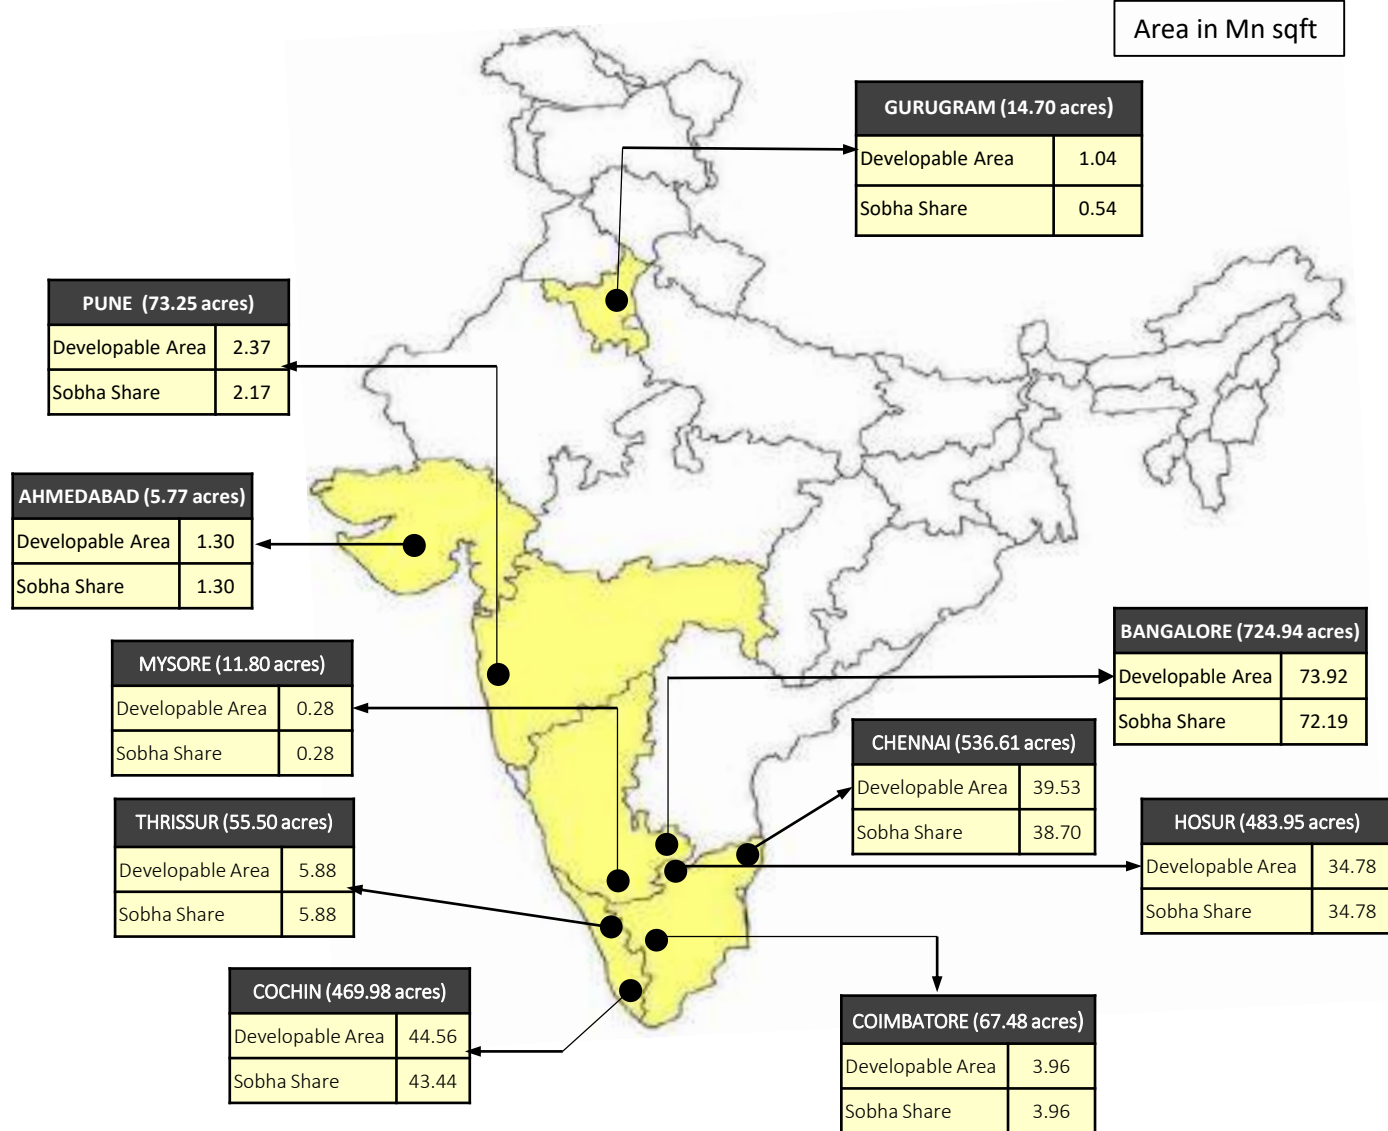 Area in Mn sqft
GURUGRAM (14.70 acres)
Developable Area 1.04
Sobha Share 0.54
PUNE (73.25 acres)
Developable Area 2.37
Sobha Share 2.17
AHMEDABAD (5.77 acres)
Developable Area 1.30
Sobha Share 1.30
MYSORE (11.80 acres)
Developable Area 0.28
Sobha Share 0.28
BANGALORE (724.94 acres)
Developable Area 73.92
Sobha Share 72.19
CHENNAI (536.61 acres)
Developable Area 39.53
Sobha Share 38.70
THRISSUR (55.50 acres)
Developable Area 5.88
Sobha Share 5.88
HOSUR (483.95 acres)
Developable Area 34.78
Sobha Share 34.78
COCHIN (469.98 acres)
Developable Area 44.56
Sobha Share 43.44
COIMBATORE (67.48 acres)
Developable Area 3.96
Sobha Share 3.96